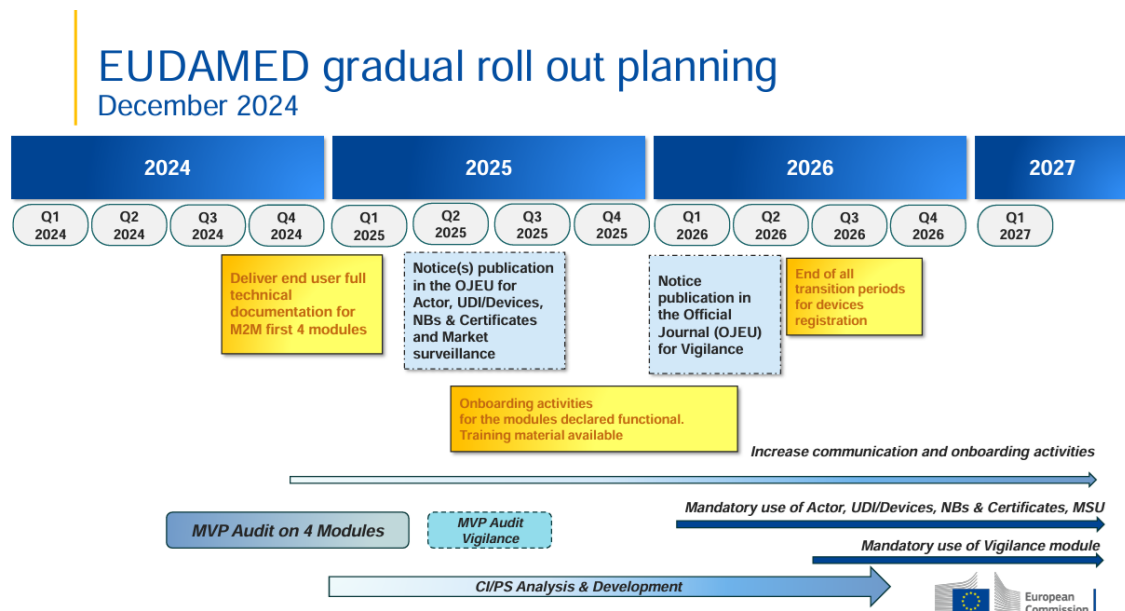 EUDAMED gradual roll out planning
December 2024
2024
2025
2026
2027
Q1
2024
Q2
2024
Q3
2024
Q4
2024
Q1
2025
Q2
2025
Q3
2025
Q4
2025
Q1
2026
Q2
2026
Q3
2026
Q4
2026
Q1
2027
Deliver end user full
technical
documentation for
M2M first 4 modules
Notice(s) publication
in the OJEU for
Actor, UDI/Devices,
NBs & Certificates
and Market
surveillance
Notice
publication in
the Official
Journal (OJEU)
for Vigilance
End of all
transition periods
for devices
registration
Onboarding activities
for the modules declared functional.
Training material available
Increase communication and onboarding activities
Mandatory use of Actor, UDI/Devices, NBs & Certificates, MSU
MVP Audit on 4 Modules
MVP Audit
Vigilance
Mandatory use of Vigilance module
CI/PS Analysis & Development
European
Commission